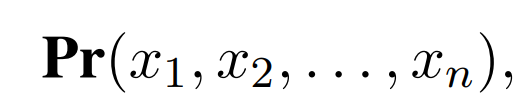 Pr(x₁, x₂, . . . , xₙ),